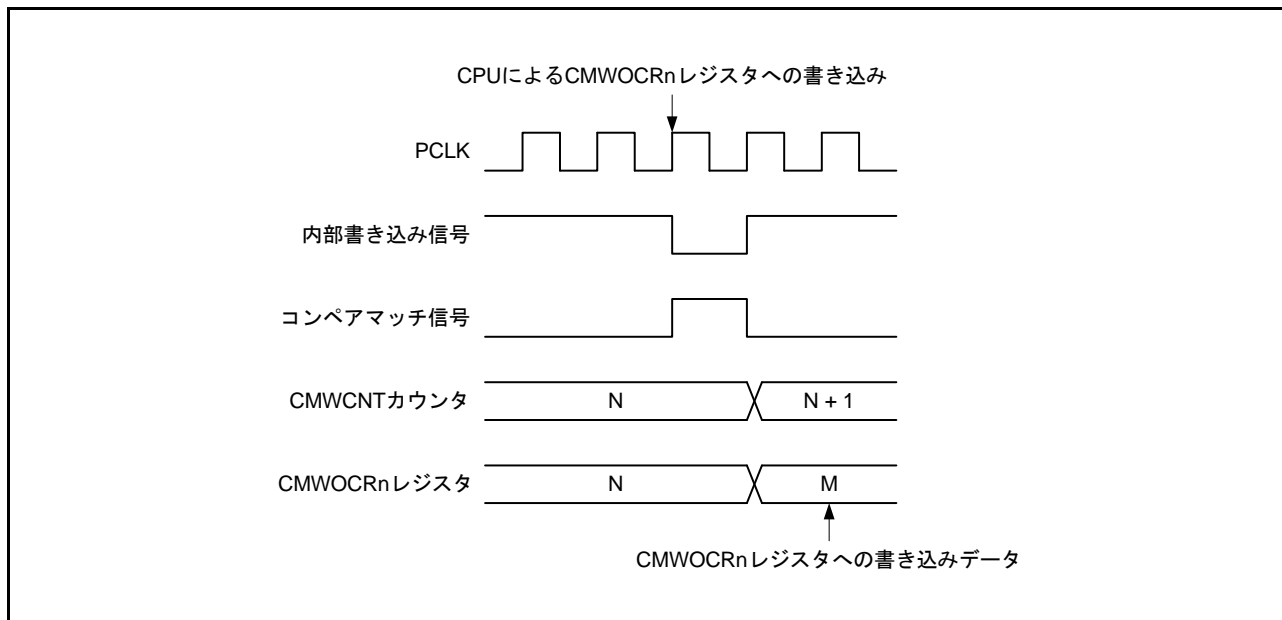 CPUによるCMWOCRnレジスタへの書き込み
PCLK
内部書き込み信号
コンペアマッチ信号
CMWCNTカウンタ
N
N + 1
CMWOCRnレジスタ
N
M
CMWOCRnレジスタへの書き込みデータ